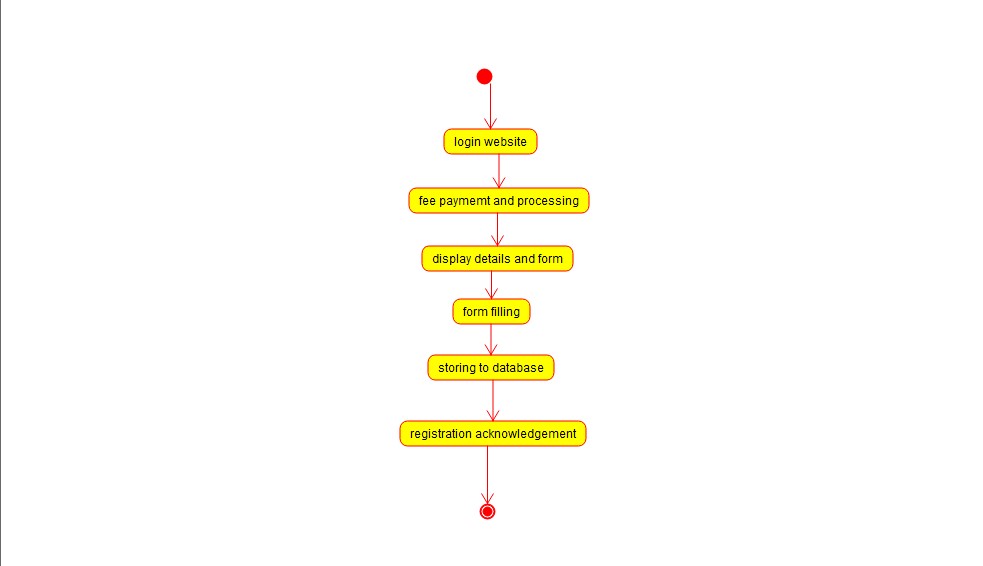 login website
fee paymemt and processing
display details and form
form filling
storing to database
registration acknowledgement